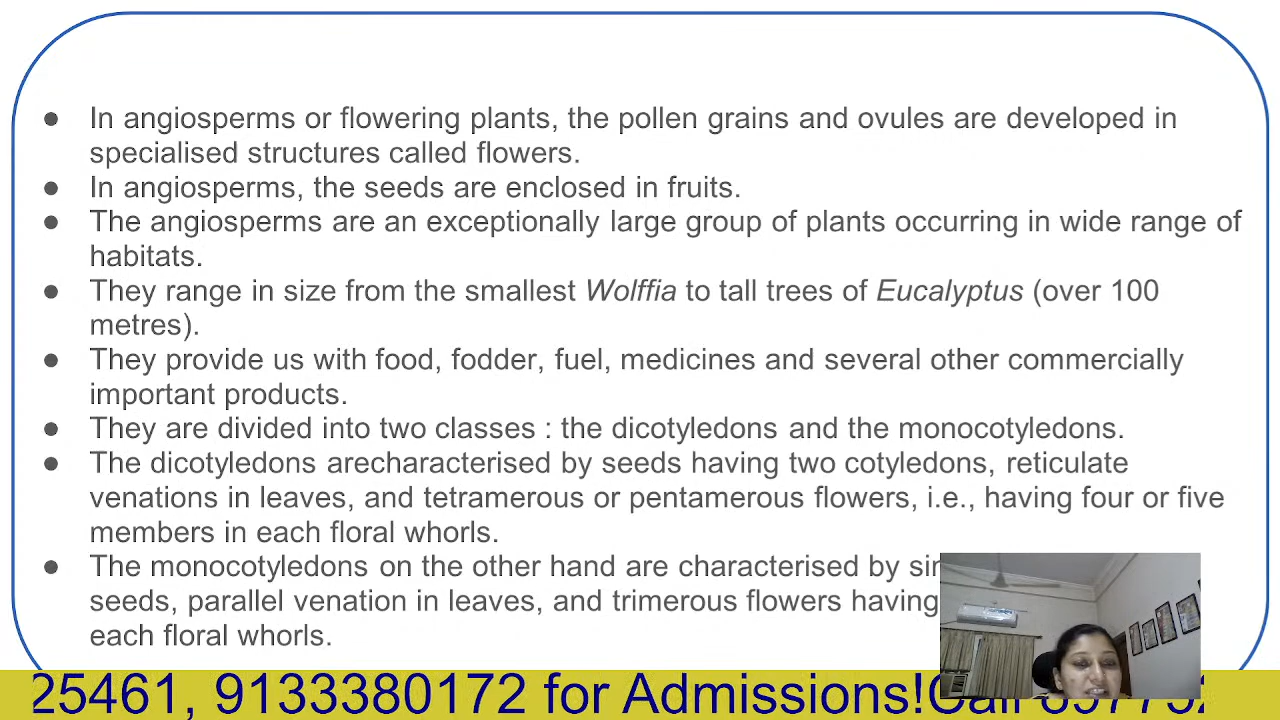 ● In angiosperms or flowering plants, the pollen grains and ovules are developed in
specialised structures called flowers.
● In angiosperms, the seeds are enclosed in fruits.
● The angiosperms are an exceptionally large group of plants occurring in wide range of
habitats.
● They range in size from the smallest Wolffia to tall trees of Eucalyptus (over 100
metres).
● They provide us with food, fodder, fuel, medicines and several other commercially
important products.
● They are divided into two classes : the dicotyledons and the monocotyledons.
● The dicotyledons arecharacterised by seeds having two cotyledons, reticulate
venations in leaves, and tetramerous or pentamerous flowers, i.e., having four or five
members in each floral whorls.
● The monocotyledons on the other hand are characterised by
seeds, parallel venation in leaves, and trimerous flowers having
each floral whorls.
25461, 9133380172 for Admissions!Call